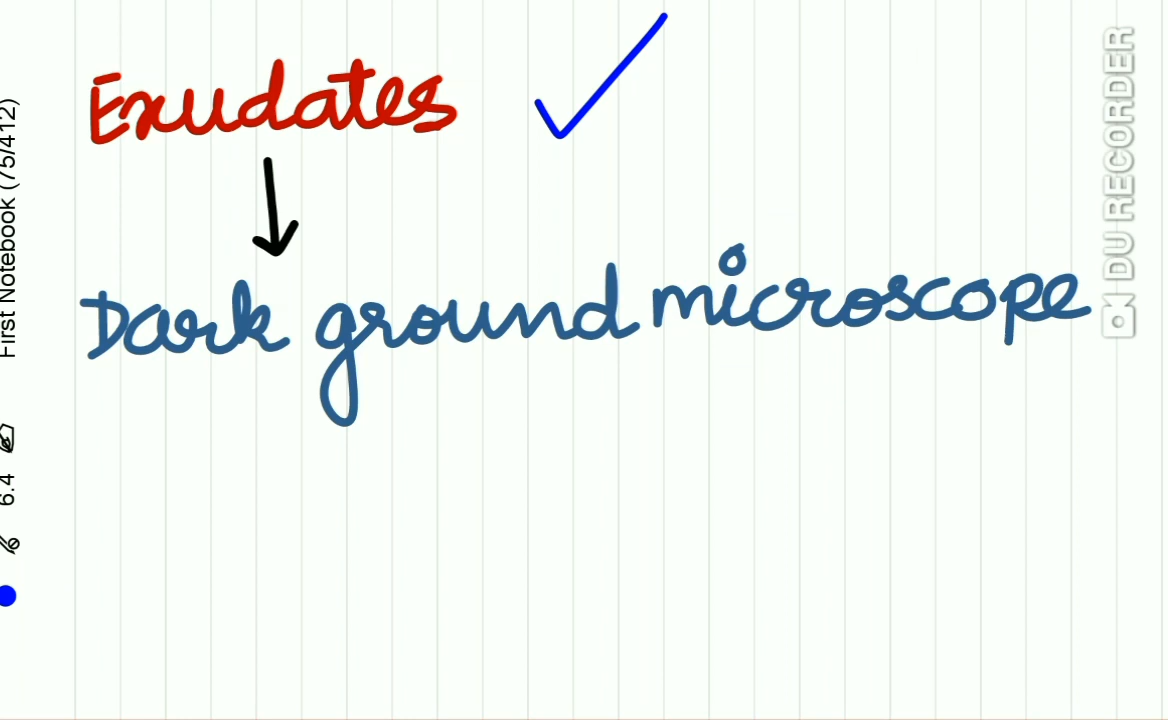 Exudates
Dark ground microscope
First Notebook (75/412)
6.4
DU RECORDER